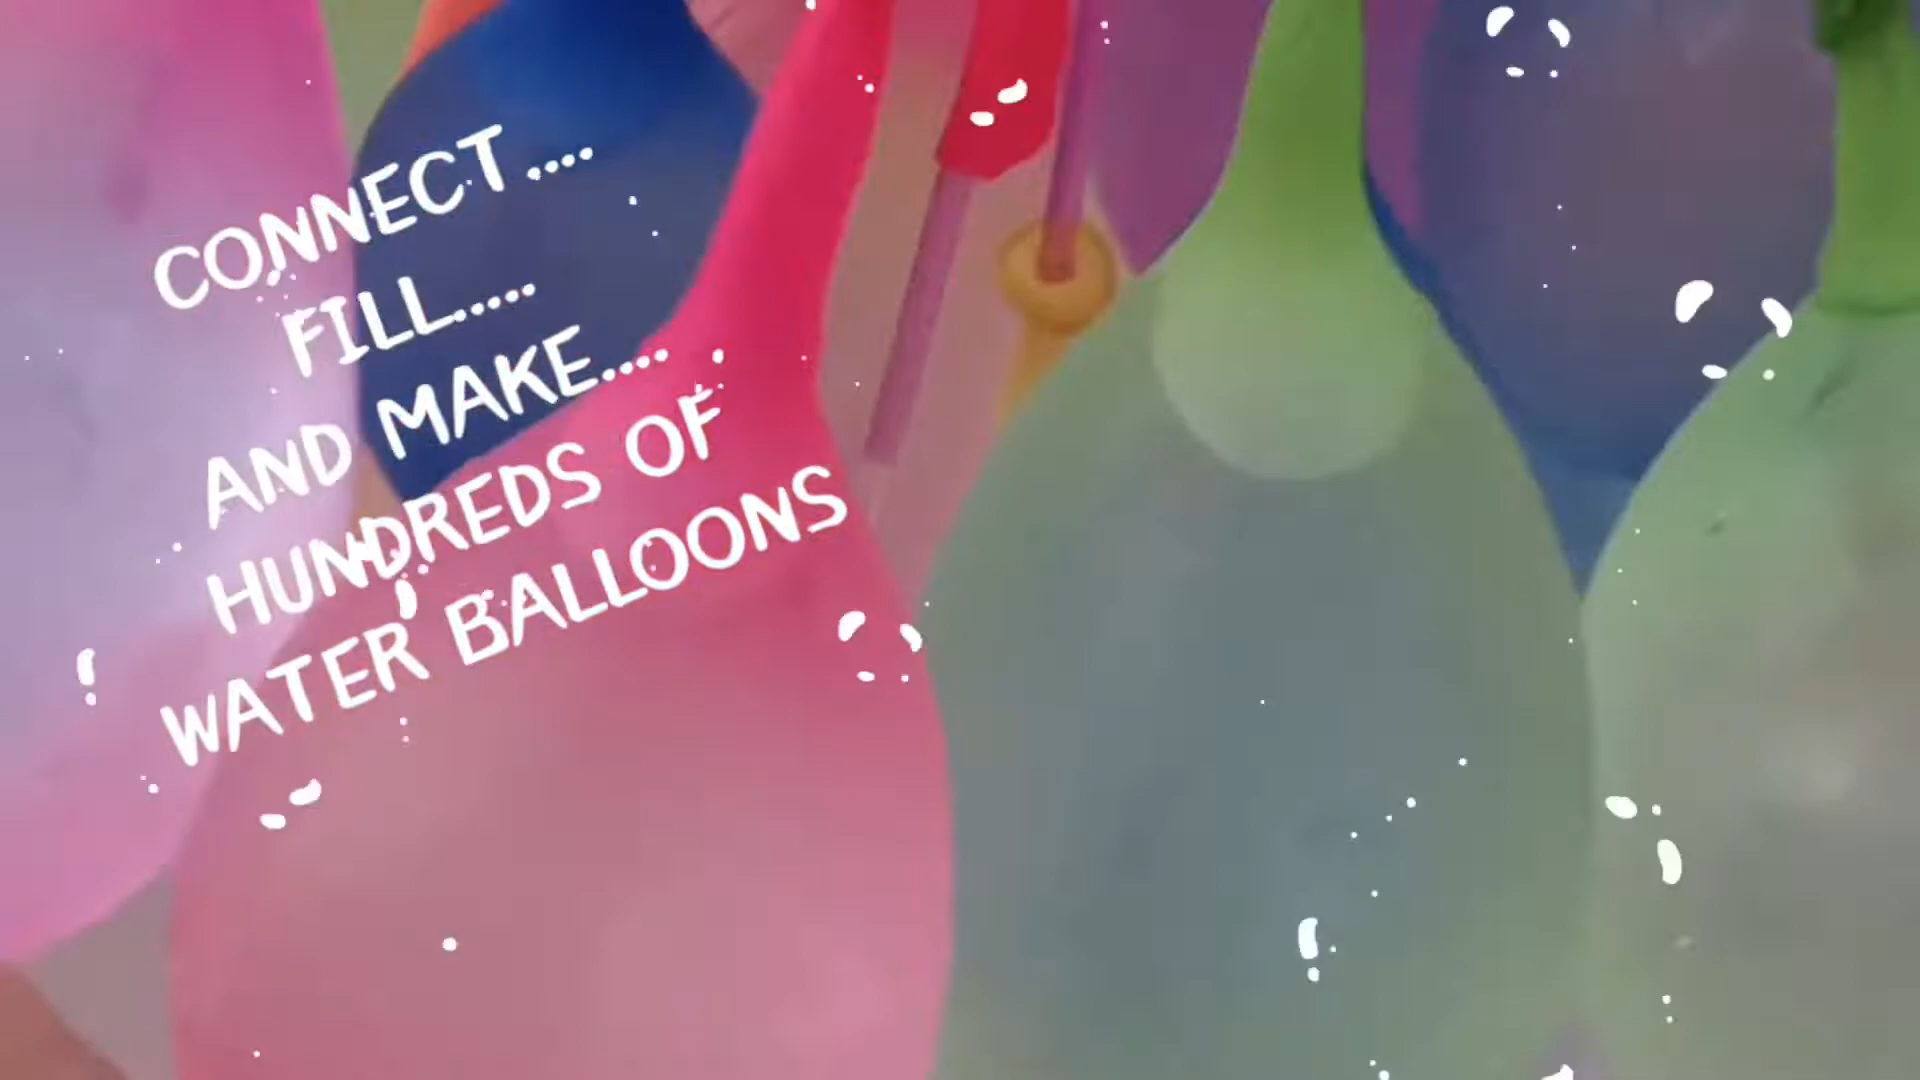 CONNECT....
FILL.....
AND MAKE....
HUNDREDS OF
WATER BALLOONS